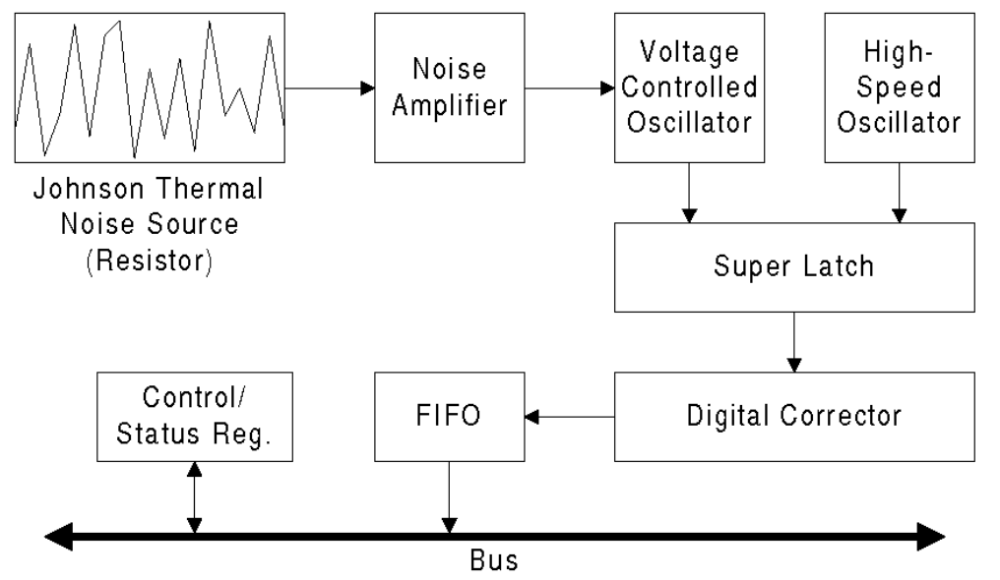 Noise
Amplifier
Voltage
Controlled
Oscillator
High-
Speed
Oscillator
Johnson Thermal
Noise Source
(Resistor)
Super Latch
Control/
Status Reg.
FIFO
Digital Corrector
Bus